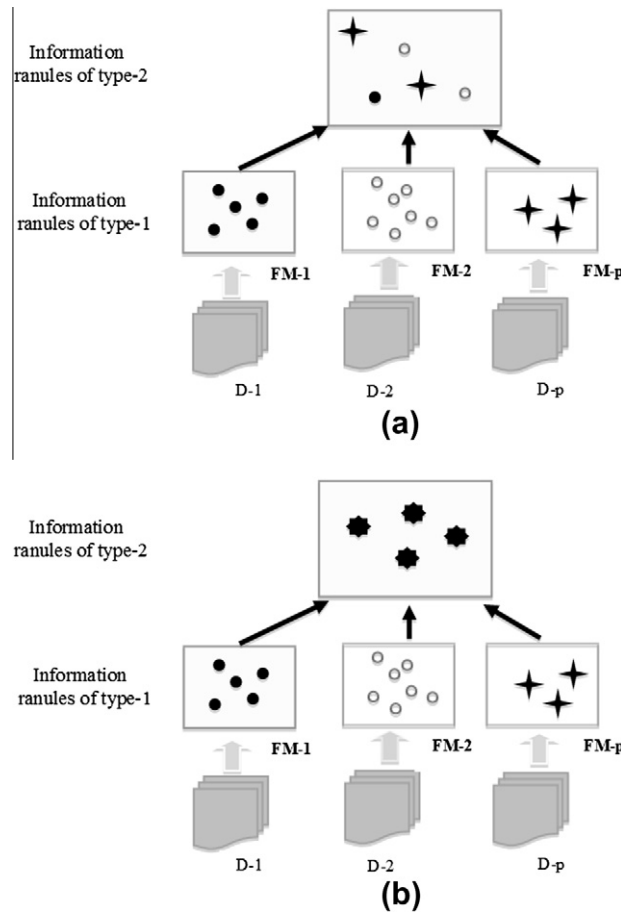 Information
ranules of type-2
Information
ranules of type-1
FM-1
FM-2
FM-p
D-1
D-2
D-p
(a)
Information
ranules of type-2
Information
ranules of type-1
FM-1
FM-2
FM-p
D-1
D-2
D-p
(b)